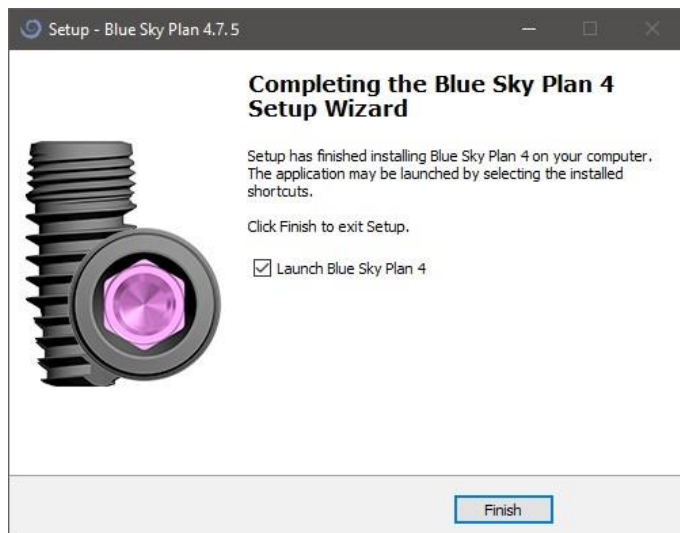 Setup - Blue Sky Plan 4.7.5
Completing the Blue Sky Plan 4
Setup Wizard
Setup has finished installing Blue Sky Plan 4 on your computer.
The application may be launched by selecting the installed
shortcuts.
Click Finish to exit Setup.
Launch Blue Sky Plan 4
Finish